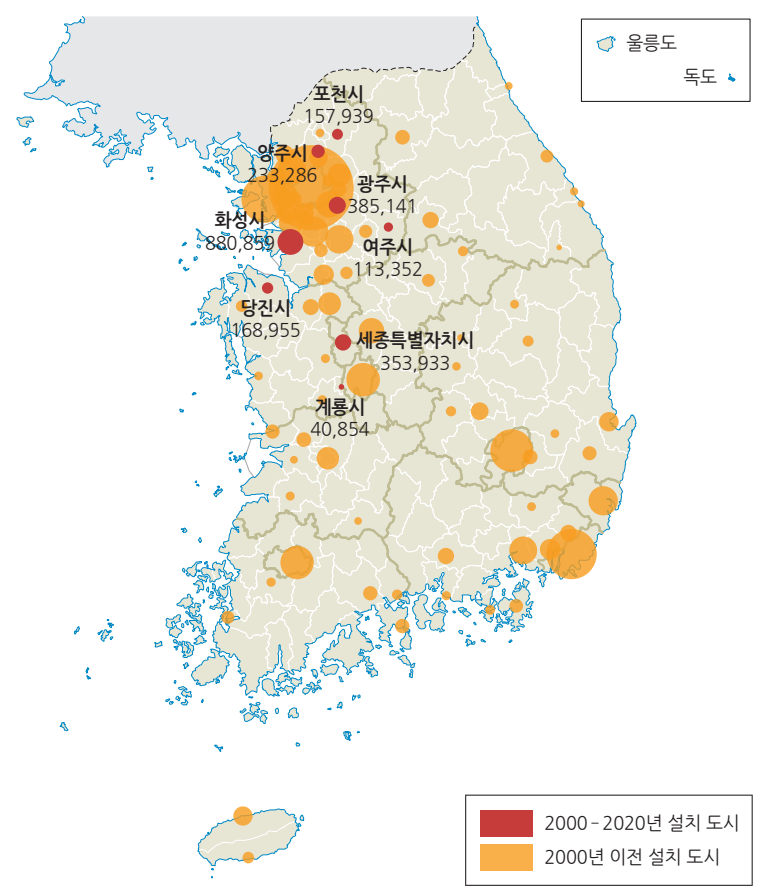 울릉도
독도
포천시
157,939
양주시
233,286
광주시
385,141
화성시
880,859
여주시
113,352
당진시
168,955
세종특별자치시
353,933
계룡시
40,854
2000–2020년 설치 도시
2000년 이전 설치 도시